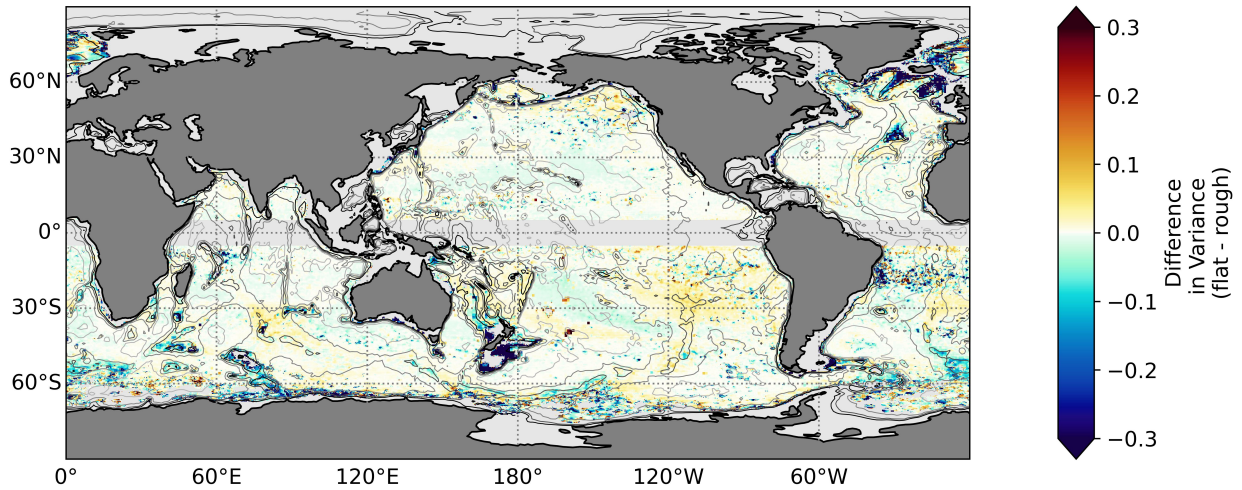 60°N
30°N
0°
30°S
60°S
0° 60°E 120°E 180° 120°W 60°W
0.3
0.2
0.1
0.0
−0.1
−0.2
−0.3
Difference
in Variance
(flat - rough)